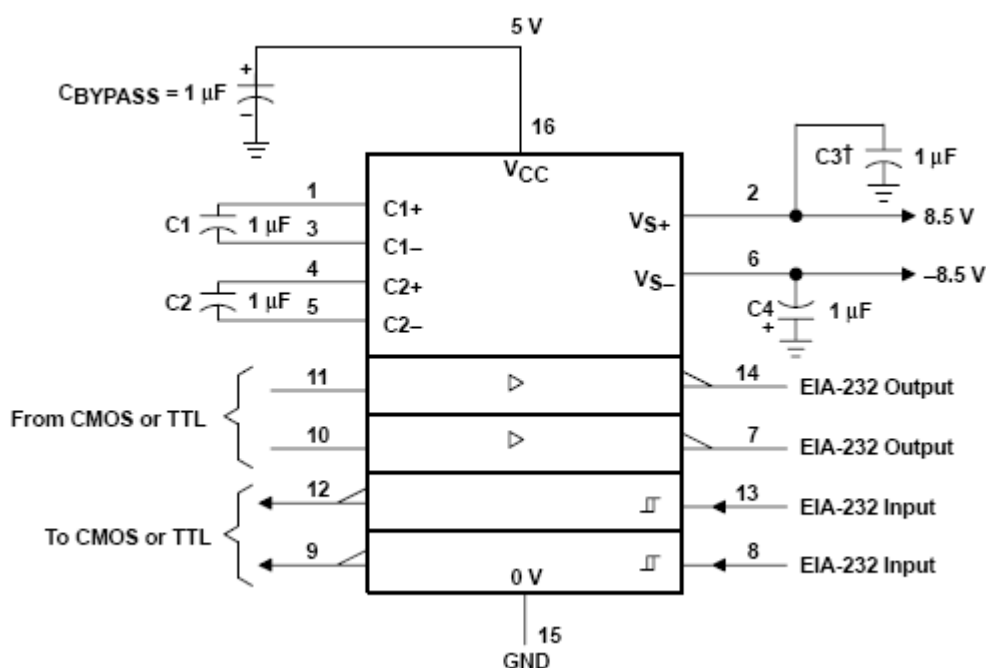 5 V
CBYPASS = 1 µF
+
–
16
VCC
C3† 1 µF
1
C1+
2
VS+
8.5 V
C1 1 µF
3
C1–
6
VS–
–8.5 V
4
C2+
C2 1 µF
5
C2–
C4 1 µF
+
11
14
EIA-232 Output
From CMOS or TTL
10
7
EIA-232 Output
12
13
EIA-232 Input
To CMOS or TTL
9
8
EIA-232 Input
0 V
15
GND